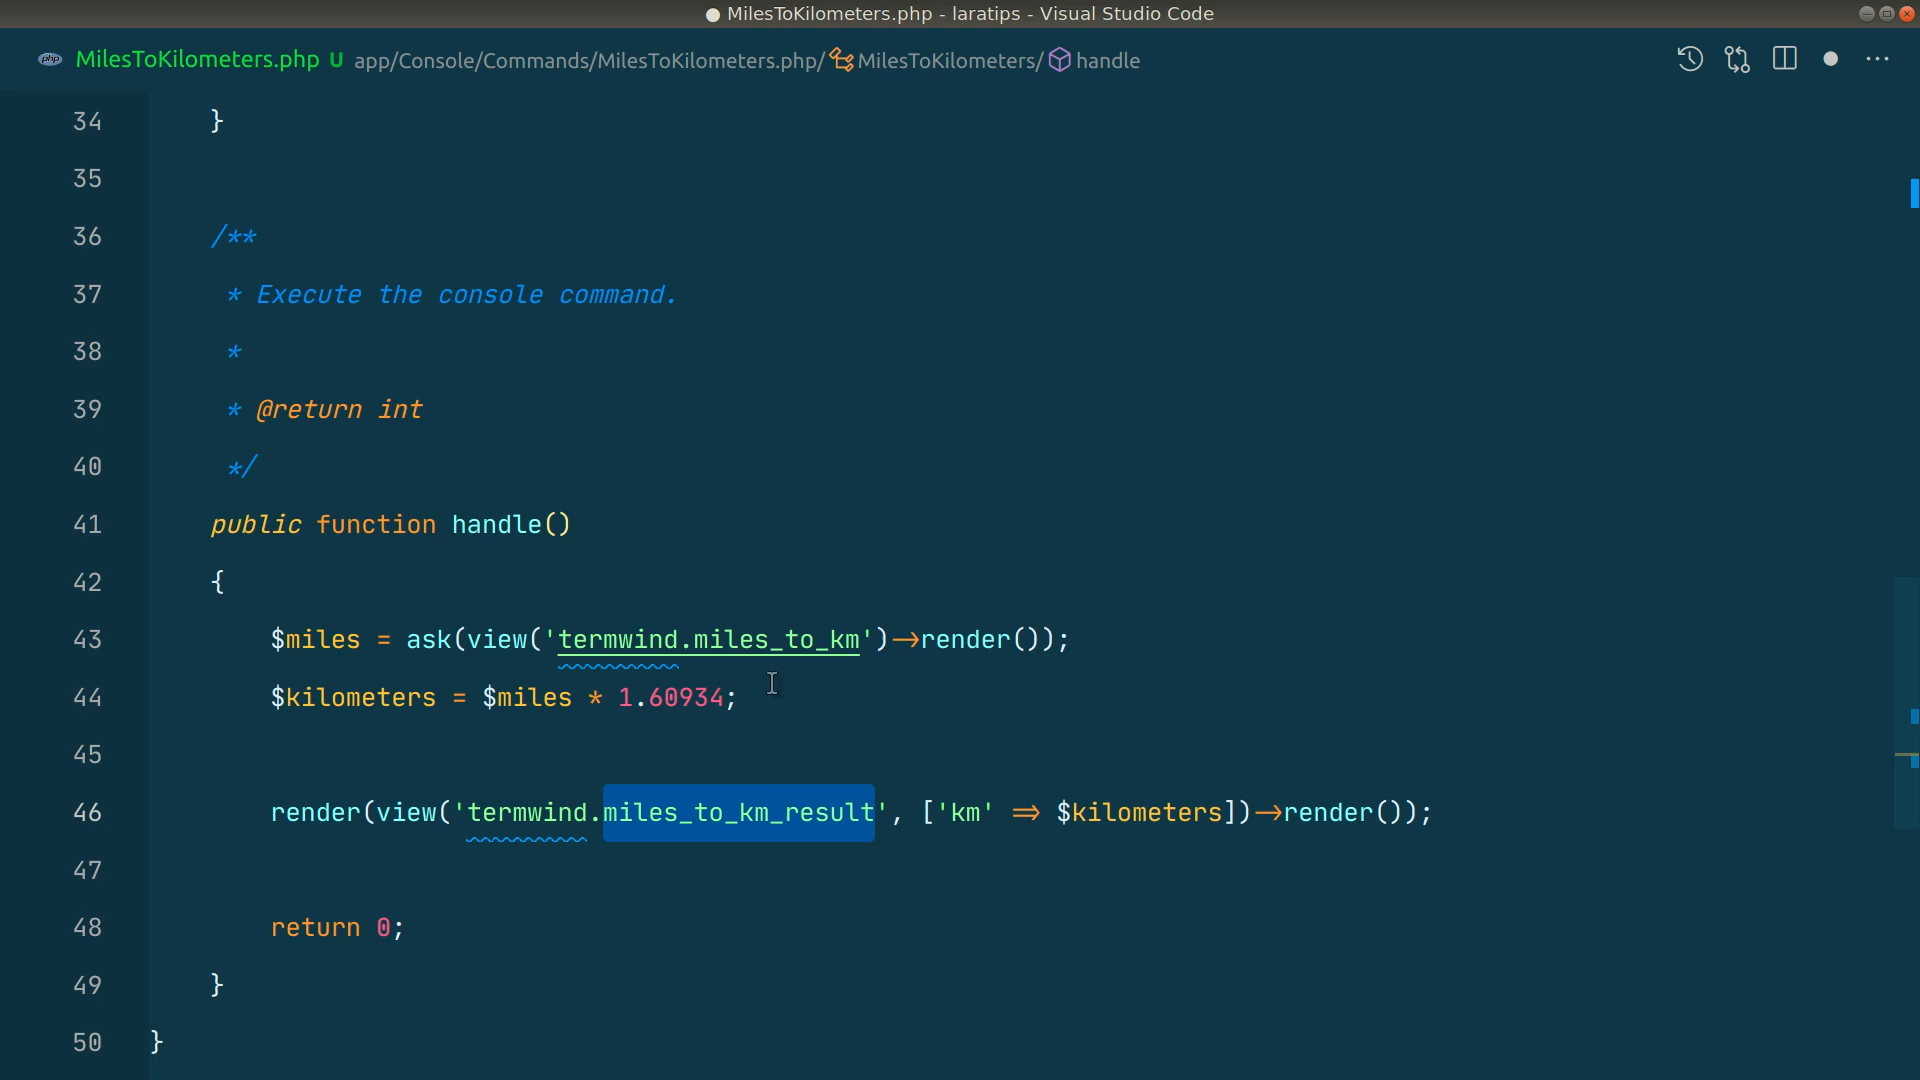 ● MilesToKilometers.php - laratips - Visual Studio Code
php MilesToKilometers.php U app/Console/Commands/MilesToKilometers.php/ MilesToKilometers/ handle
34 }
35
36 /**
37 * Execute the console command.
38 *
39 * @return int
40 */
41 public function handle()
42 {
43 $miles = ask(view('termwind.miles_to_km')->render());
44 $kilometers = $miles * 1.60934;
45
46 render(view('termwind.miles_to_km_result', ['km' => $kilometers])->render());
47
48 return 0;
49 }
50 }